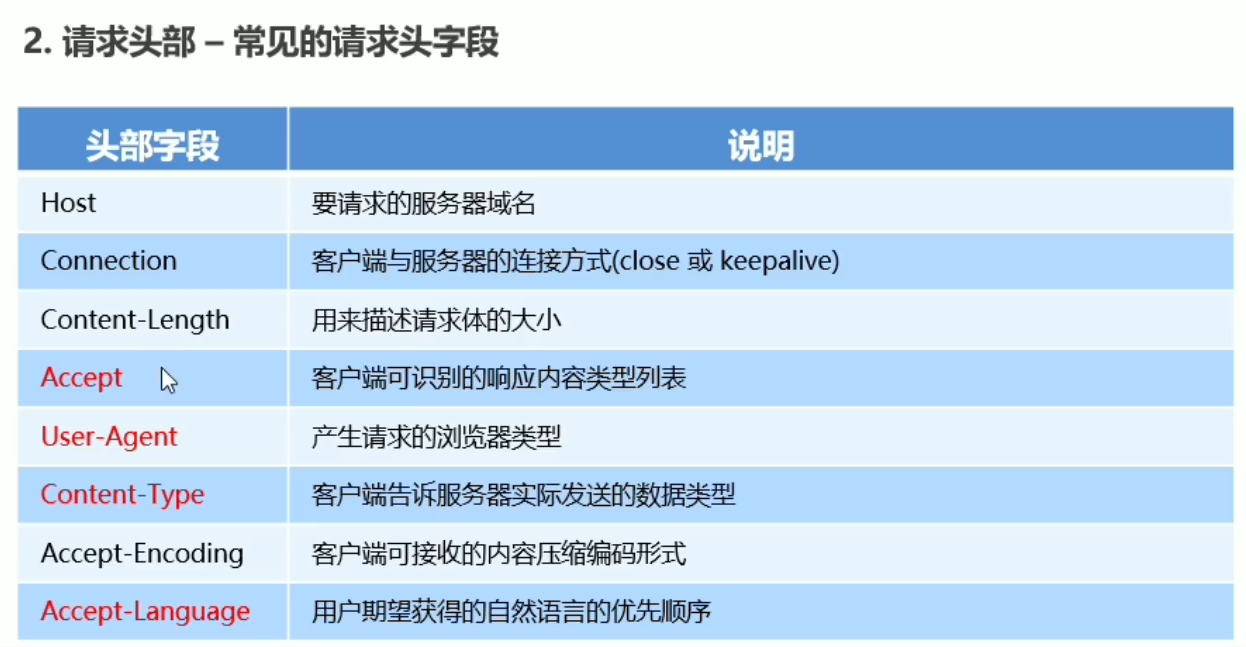 2. 请求头部 – 常见的请求头字段
头部字段 说明
Host 要请求的服务器域名
Connection 客户端与服务器的连接方式(close 或 keepalive)
Content-Length 用来描述请求体的大小
Accept 客户端可识别的响应内容类型列表
User-Agent 产生请求的浏览器类型
Content-Type 客户端告诉服务器实际发送的数据类型
Accept-Encoding 客户端可接收的内容压缩编码形式
Accept-Language 用户期望获得的自然语言的优先顺序